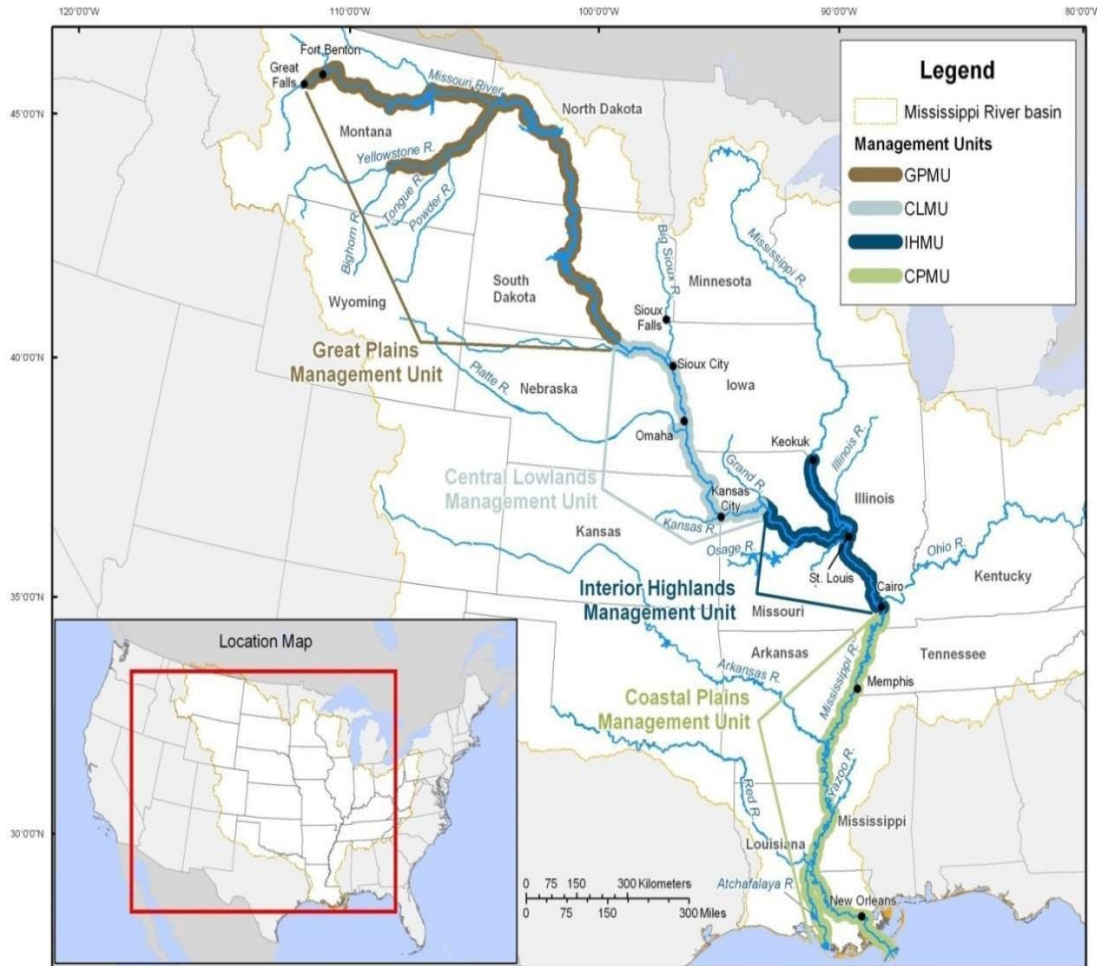 120°0'0"W
110°0'0"W
100°0'0"W
90°0'0"W
80°0'0"W
45°0'0"N
40°0'0"N
35°0'0"N
30°0'0"N
Legend
Mississippi River basin
Management Units
GPMU
CLMU
IHMU
CPMU
Fort Benton
Great
Falls
Missouri River
North Dakota
Montana
Yellowstone R.
Tongue R.
Powder R.
Bighorn R.
Wyoming
South
Dakota
Big Sioux R.
Minnesota
Mississippi R.
Sioux
Falls
Great Plains
Management Unit
Sioux City
Iowa
Platte R.
Nebraska
Omaha
Keokuk
Illinois R.
Grand R.
Central Lowlands
Management Unit
Kansas
City
Illinois
Kansas R.
Kansas
Osage R.
Ohio R.
St. Louis
Cairo
Kentucky
Interior Highlands
Management Unit
Missouri
Arkansas
Tennessee
Arkansas R.
Mississippi R.
Memphis
Coastal Plains
Management Unit
Yazoo R.
Red R.
Mississippi
Louisiana
Atchafalaya R.
New Orleans
Location Map
0 75 150 300 Kilometers
0 75 150 300 Miles